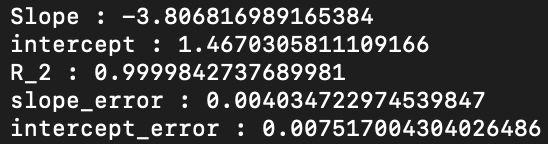 Slope : -3.806816989165384
intercept : 1.4670305811109166
R_2 : 0.9999842737689981
slope_error : 0.004034722974539847
intercept_error : 0.007517004304026486